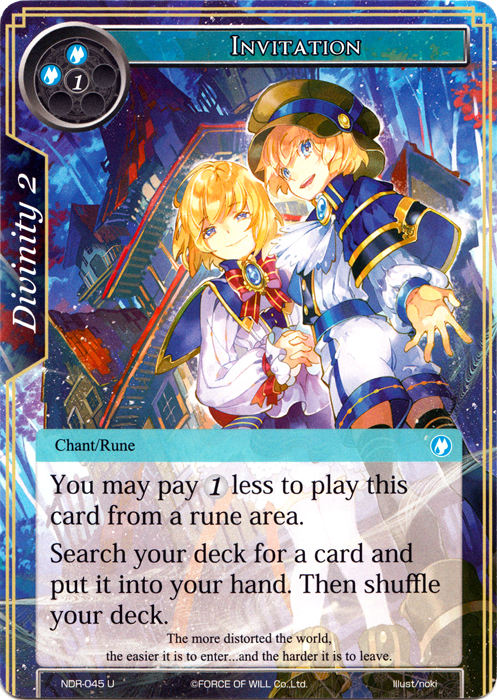 INVITATION
1
Divinity 2
Chant/Rune
You may pay 1 less to play this
card from a rune area.
Search your deck for a card and
put it into your hand. Then shuffle
your deck.
The more distorted the world,
the easier it is to enter...and the harder it is to leave.
NDR-045 U ©FORCE OF WILL Co.,Ltd. Illust/noki